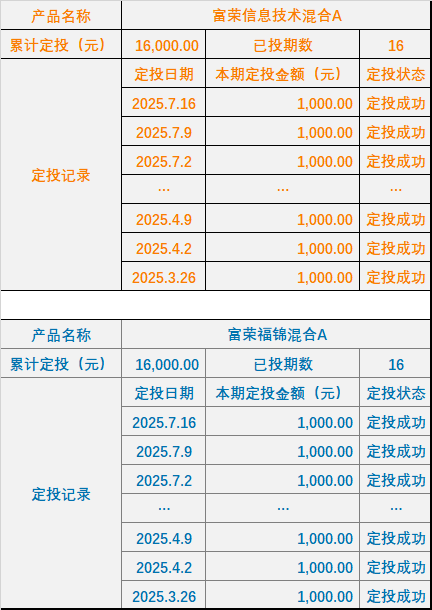 产品名称 富荣信息技术混合A
累计定投（元） 16,000.00 已投期数 16
定投日期 本期定投金额（元） 定投状态
2025.7.16 1,000.00 定投成功
2025.7.9 1,000.00 定投成功
2025.7.2 1,000.00 定投成功
定投记录 ... ... ...
2025.4.9 1,000.00 定投成功
2025.4.2 1,000.00 定投成功
2025.3.26 1,000.00 定投成功
产品名称 富荣福锦混合A
累计定投（元） 16,000.00 已投期数 16
定投日期 本期定投金额（元） 定投状态
2025.7.16 1,000.00 定投成功
2025.7.9 1,000.00 定投成功
2025.7.2 1,000.00 定投成功
定投记录 ... ... ...
2025.4.9 1,000.00 定投成功
2025.4.2 1,000.00 定投成功
2025.3.26 1,000.00 定投成功